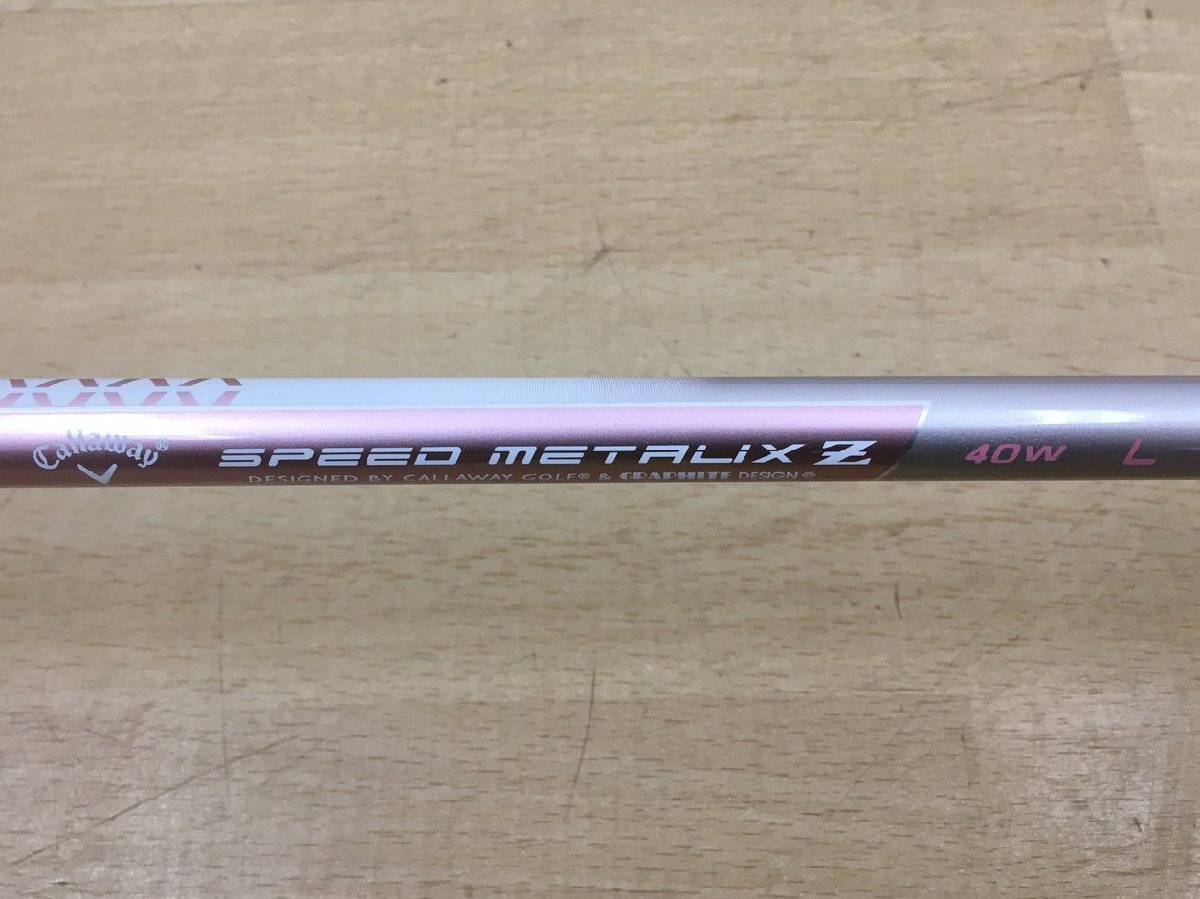 Callaway®
SPEED METALIX Z 40W L
DESIGNED BY CALLAWAY GOLF® & GRAPHITE DESIGN®